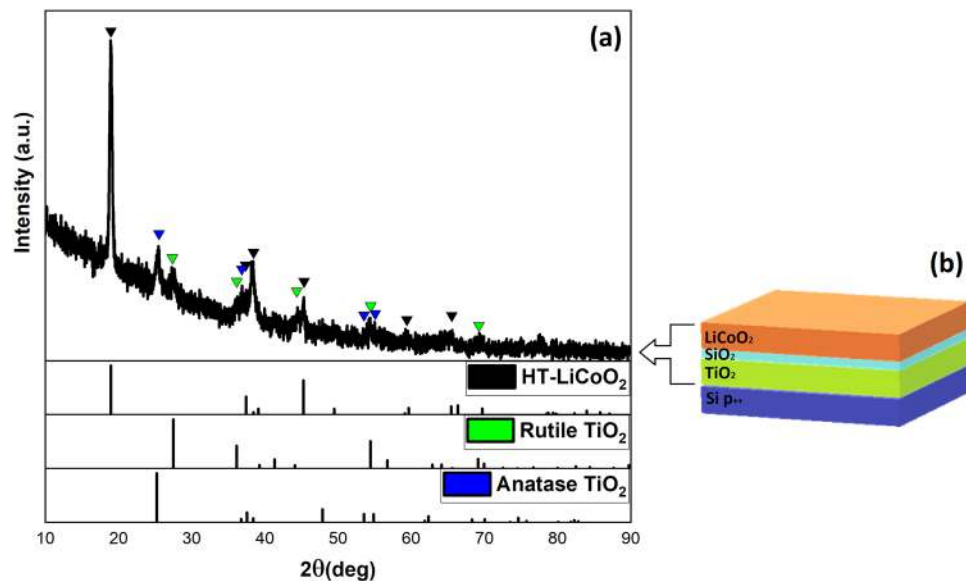 (a)
Intensity (a.u.)
HT-LiCoO₂
Rutile TiO₂
Anatase TiO₂
10 20 30 40 50 60 70 80 90
2θ(deg)
(b)
LiCoO₂
SiO₂
TiO₂
Si p₊₊